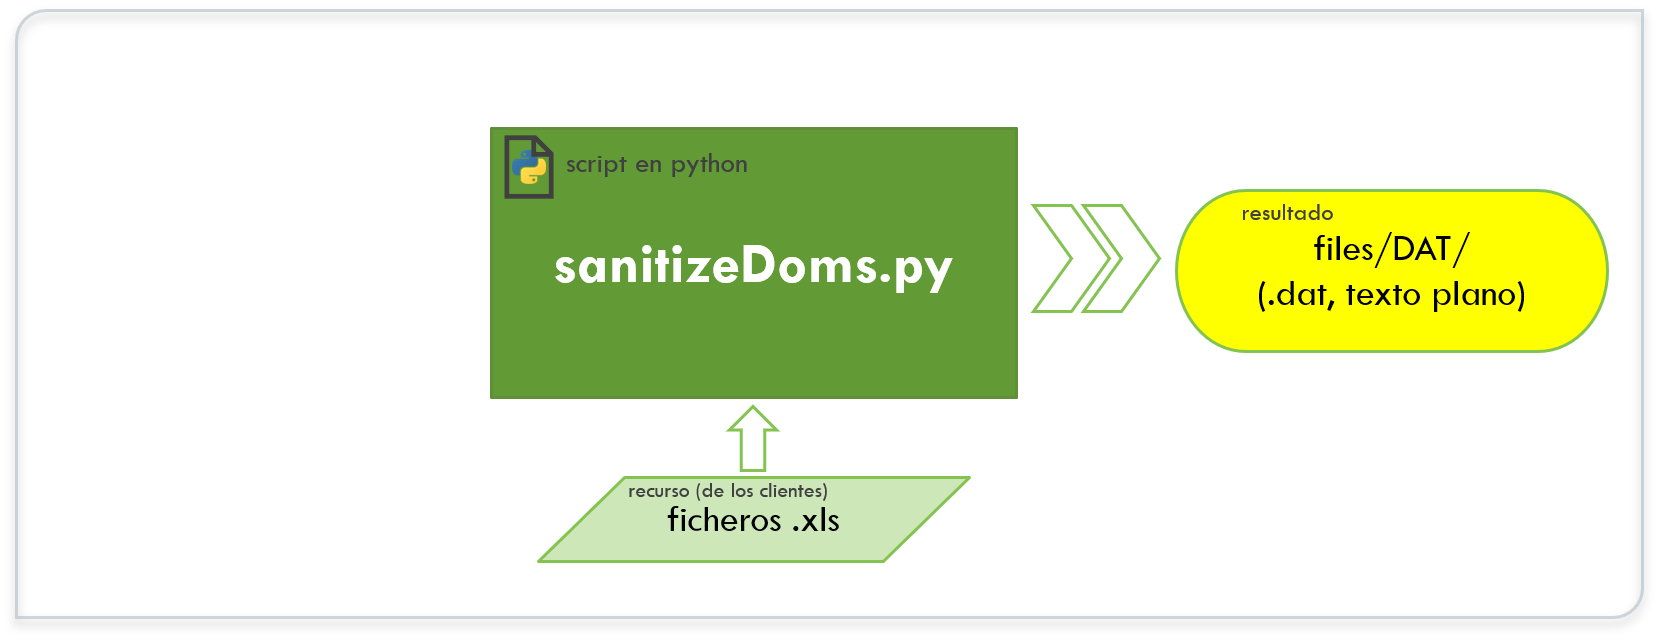 script en python
sanitizeDoms.py
resultado
files/DAT/
(.dat, texto plano)
recurso (de los clientes)
ficheros .xls